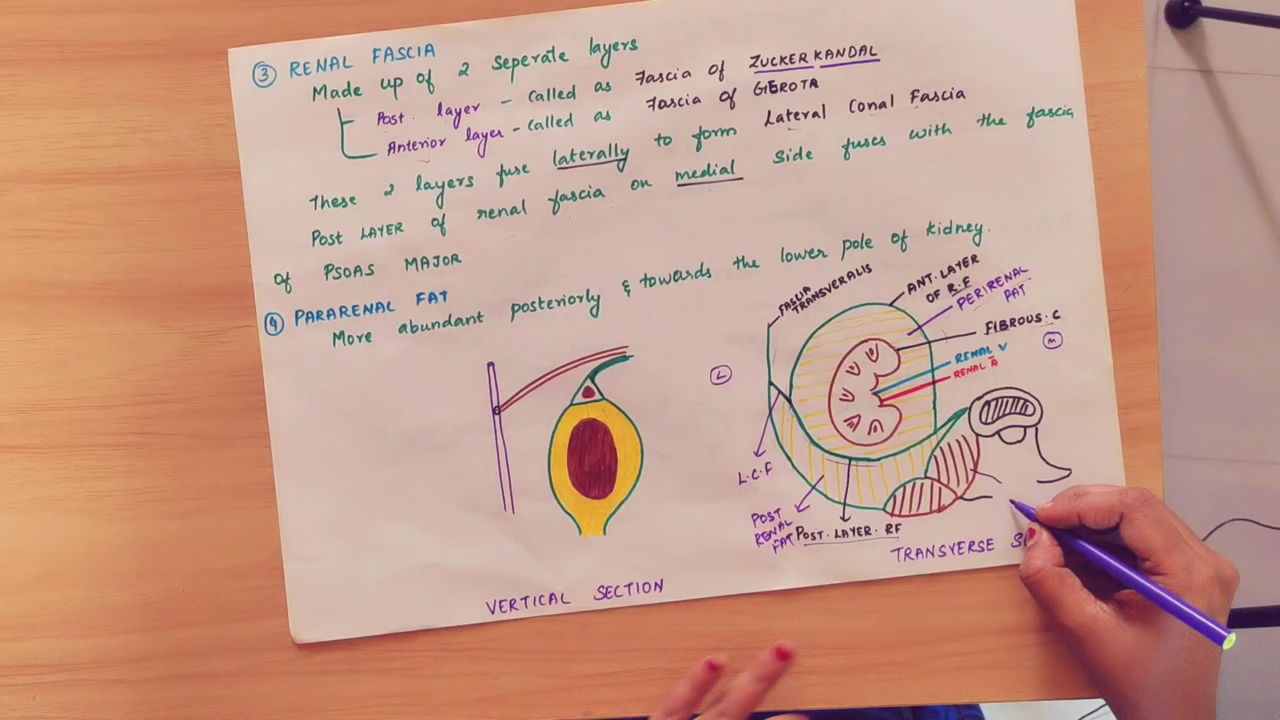 ③ RENAL FASCIA
Made up of 2 seperate layers
Post. layer - called as Fascia of ZUCKERKANDAL
Anterior layer - called as Fascia of GEROTA
These 2 layers fuse laterally to form Lateral Conal Fascia
Post LAYER of renal fascia on medial side fuses with the fascia
of PSOAS MAJOR
④ PARARENAL FAT
More abundant posteriorly & towards the lower pole of kidney.
FASCIA
TRANSVERALIS
ANT. LAYER
OF R.F
PERIRENAL
FAT
FIBROUS. C
RENAL V
RENAL A
M
L
L.C.F
POST
RENAL
FAT
POST. LAYER. RF
TRANSVERSE
VERTICAL SECTION